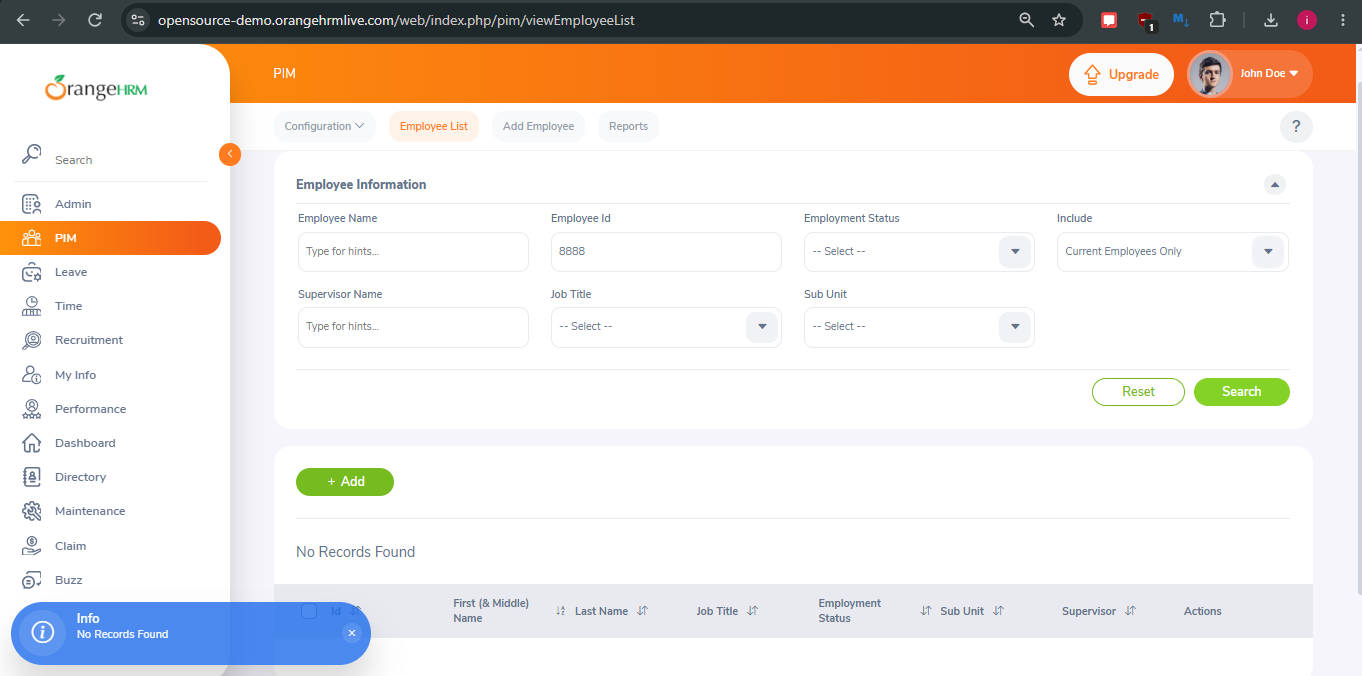 opensource-demo.orangehrmlive.com/web/index.php/pim/viewEmployeeList
1
M
i
OrangeHRM
PIM
Upgrade
John Doe
Search
Configuration
Employee List
Add Employee
Reports
?
Admin
PIM
Leave
Time
Recruitment
My Info
Performance
Dashboard
Directory
Maintenance
Claim
Buzz
Employee Information
Employee Name
Employee Id
Employment Status
Include
Type for hints...
8888
-- Select --
Current Employees Only
Supervisor Name
Job Title
Sub Unit
Type for hints...
-- Select --
-- Select --
Reset
Search
+ Add
No Records Found
Id
First (& Middle)
Name
Last Name
Job Title
Employment
Status
Sub Unit
Supervisor
Actions
Info
No Records Found